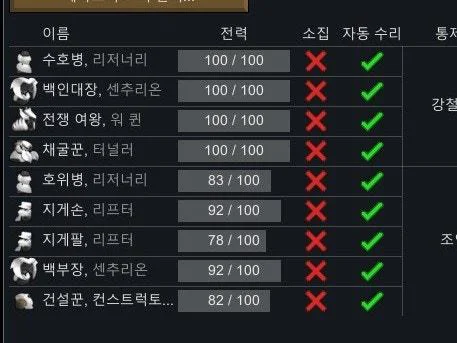 이름 전력 소집 자동 수리
수호병, 리저너리 100 / 100
백인대장, 센추리온 100 / 100
전쟁 여왕, 워 퀸 100 / 100
채굴꾼, 터널러 100 / 100
호위병, 리저너리 83 / 100
지게손, 리프터 92 / 100
지게팔, 리프터 78 / 100
백부장, 센추리온 92 / 100
건설꾼, 컨스트럭토... 82 / 100